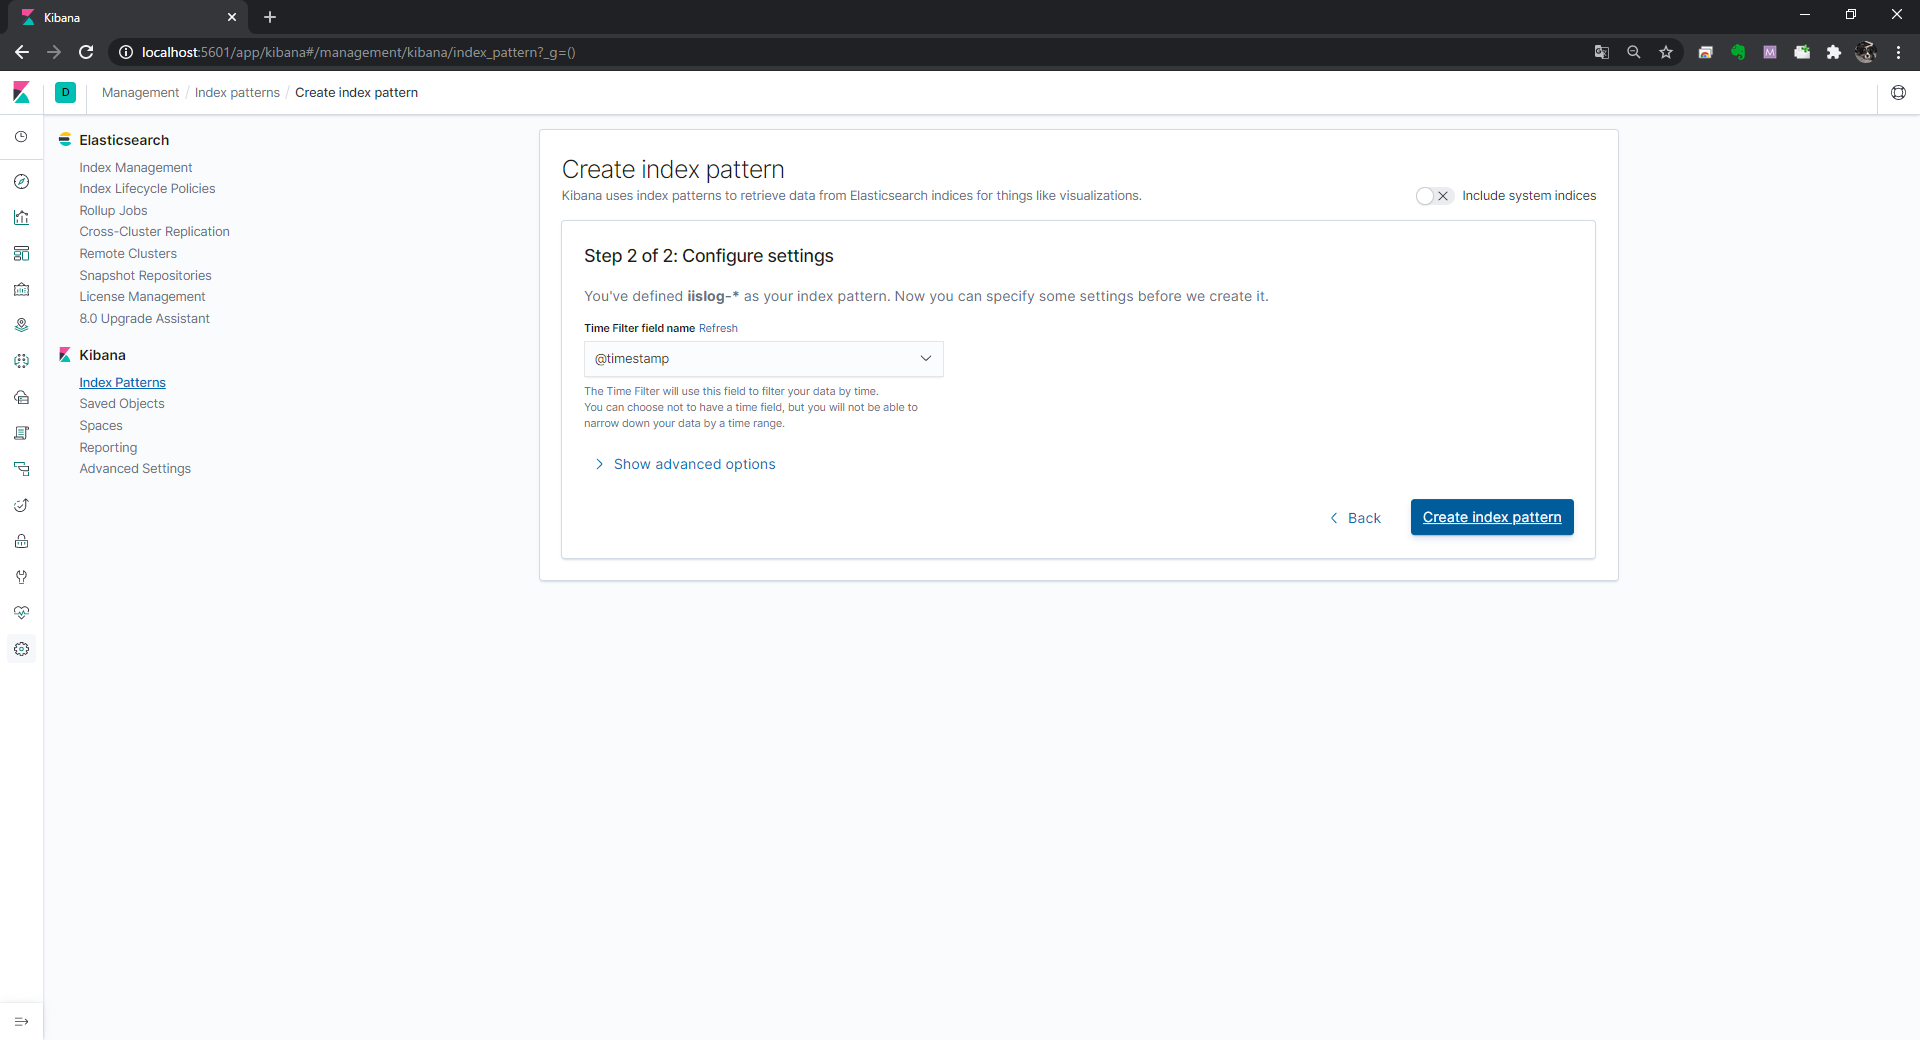 Kibana
localhost:5601/app/kibana#/management/kibana/index_pattern?_g=()
D
Management / Index patterns / Create index pattern
Elasticsearch
Index Management
Index Lifecycle Policies
Rollup Jobs
Cross-Cluster Replication
Remote Clusters
Snapshot Repositories
License Management
8.0 Upgrade Assistant
Kibana
Index Patterns
Saved Objects
Spaces
Reporting
Advanced Settings
Create index pattern
Kibana uses index patterns to retrieve data from Elasticsearch indices for things like visualizations.
Include system indices
Step 2 of 2: Configure settings
You've defined iislog-* as your index pattern. Now you can specify some settings before we create it.
Time Filter field name Refresh
@timestamp
The Time Filter will use this field to filter your data by time.
You can choose not to have a time field, but you will not be able to
narrow down your data by a time range.
Show advanced options
Back
Create index pattern